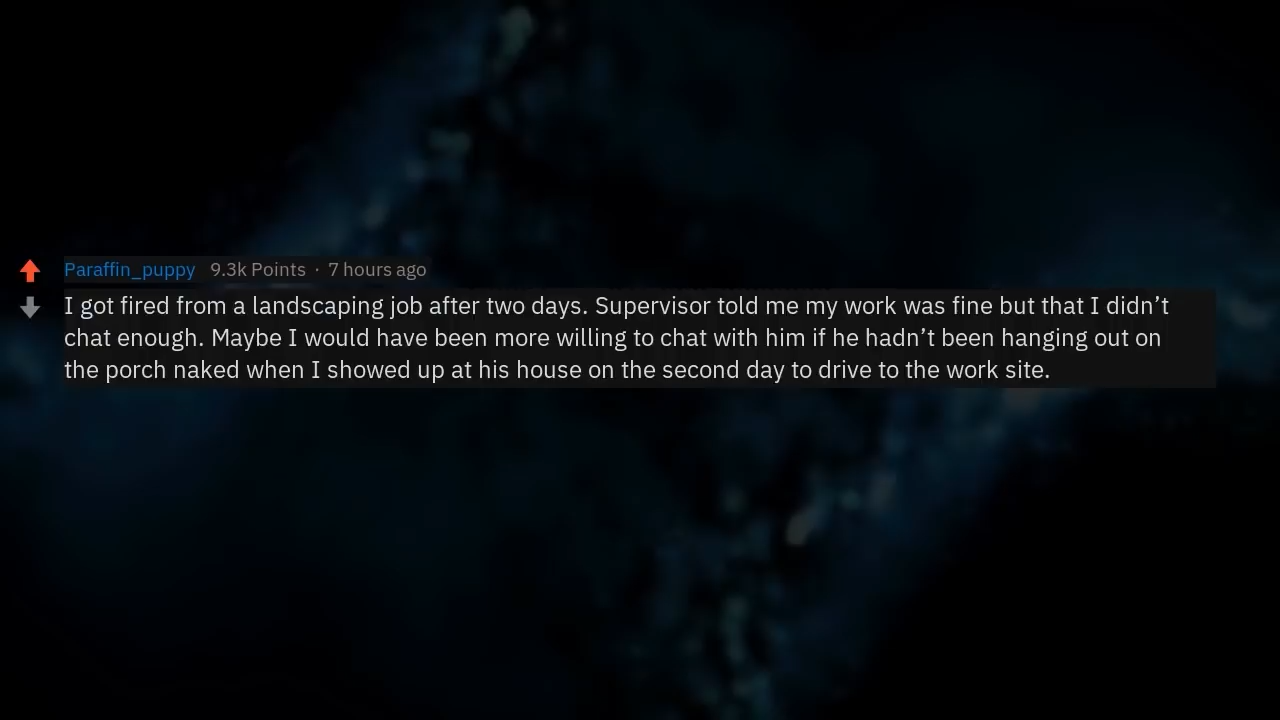 Paraffin_puppy 9.3k Points · 7 hours ago
I got fired from a landscaping job after two days. Supervisor told me my work was fine but that I didn’t
chat enough. Maybe I would have been more willing to chat with him if he hadn’t been hanging out on
the porch naked when I showed up at his house on the second day to drive to the work site.